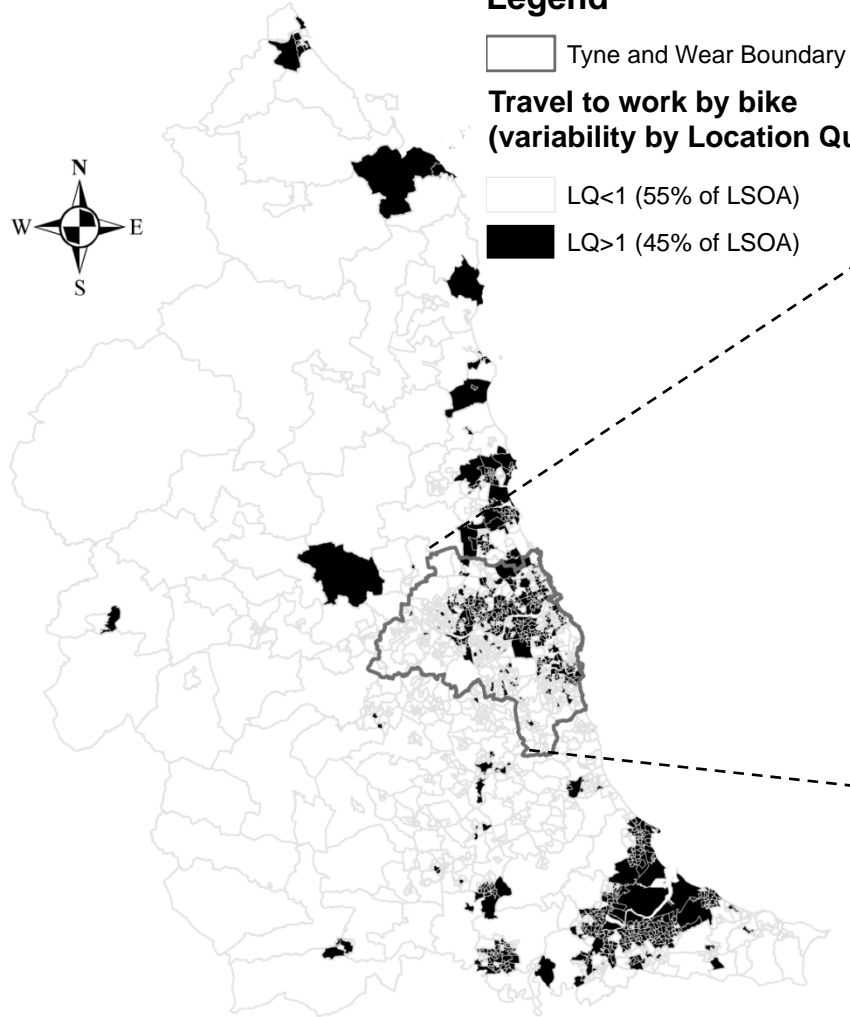 Legend
Tyne and Wear Boundary
Travel to work by bike
(variability by Location
LQ<1 (55% of LSOA)
LQ>1 (45% of LSOA)
N
W E
S